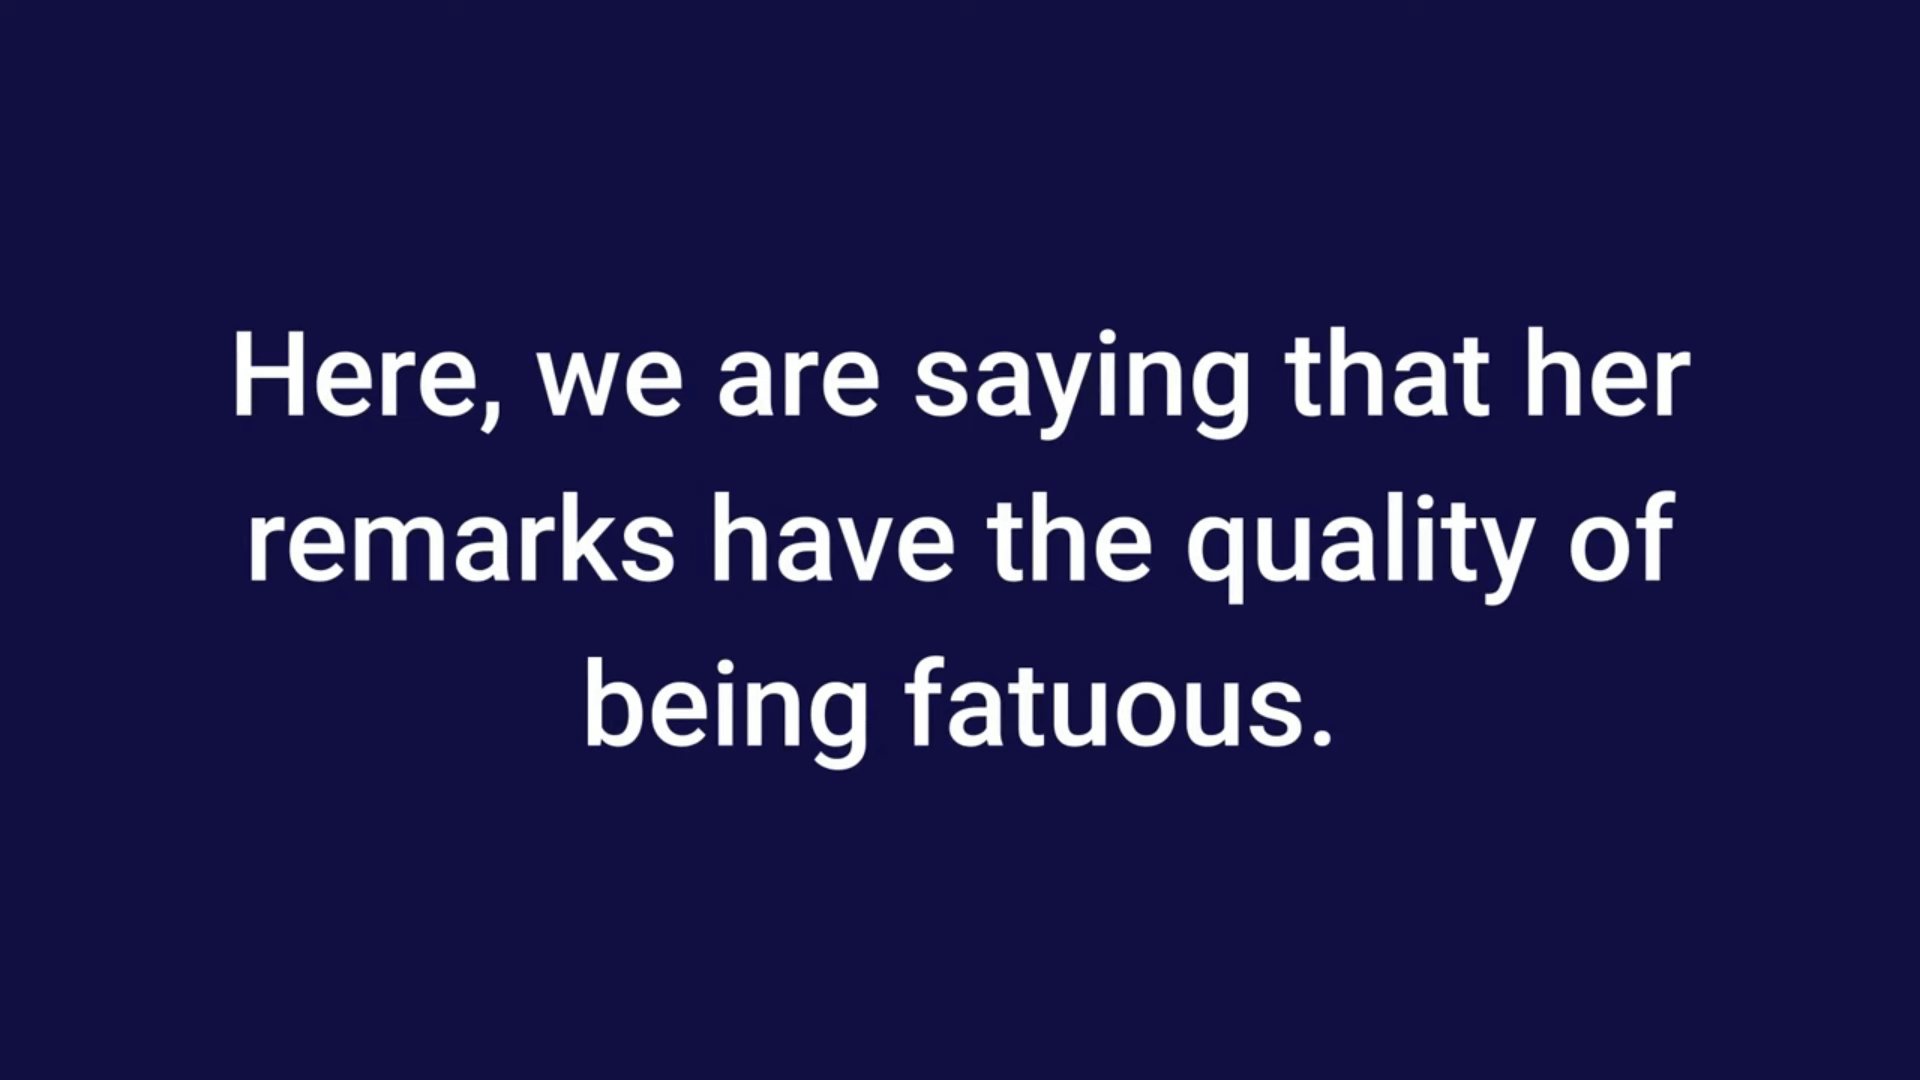 Here, we are saying that her
remarks have the quality of
being fatuous.